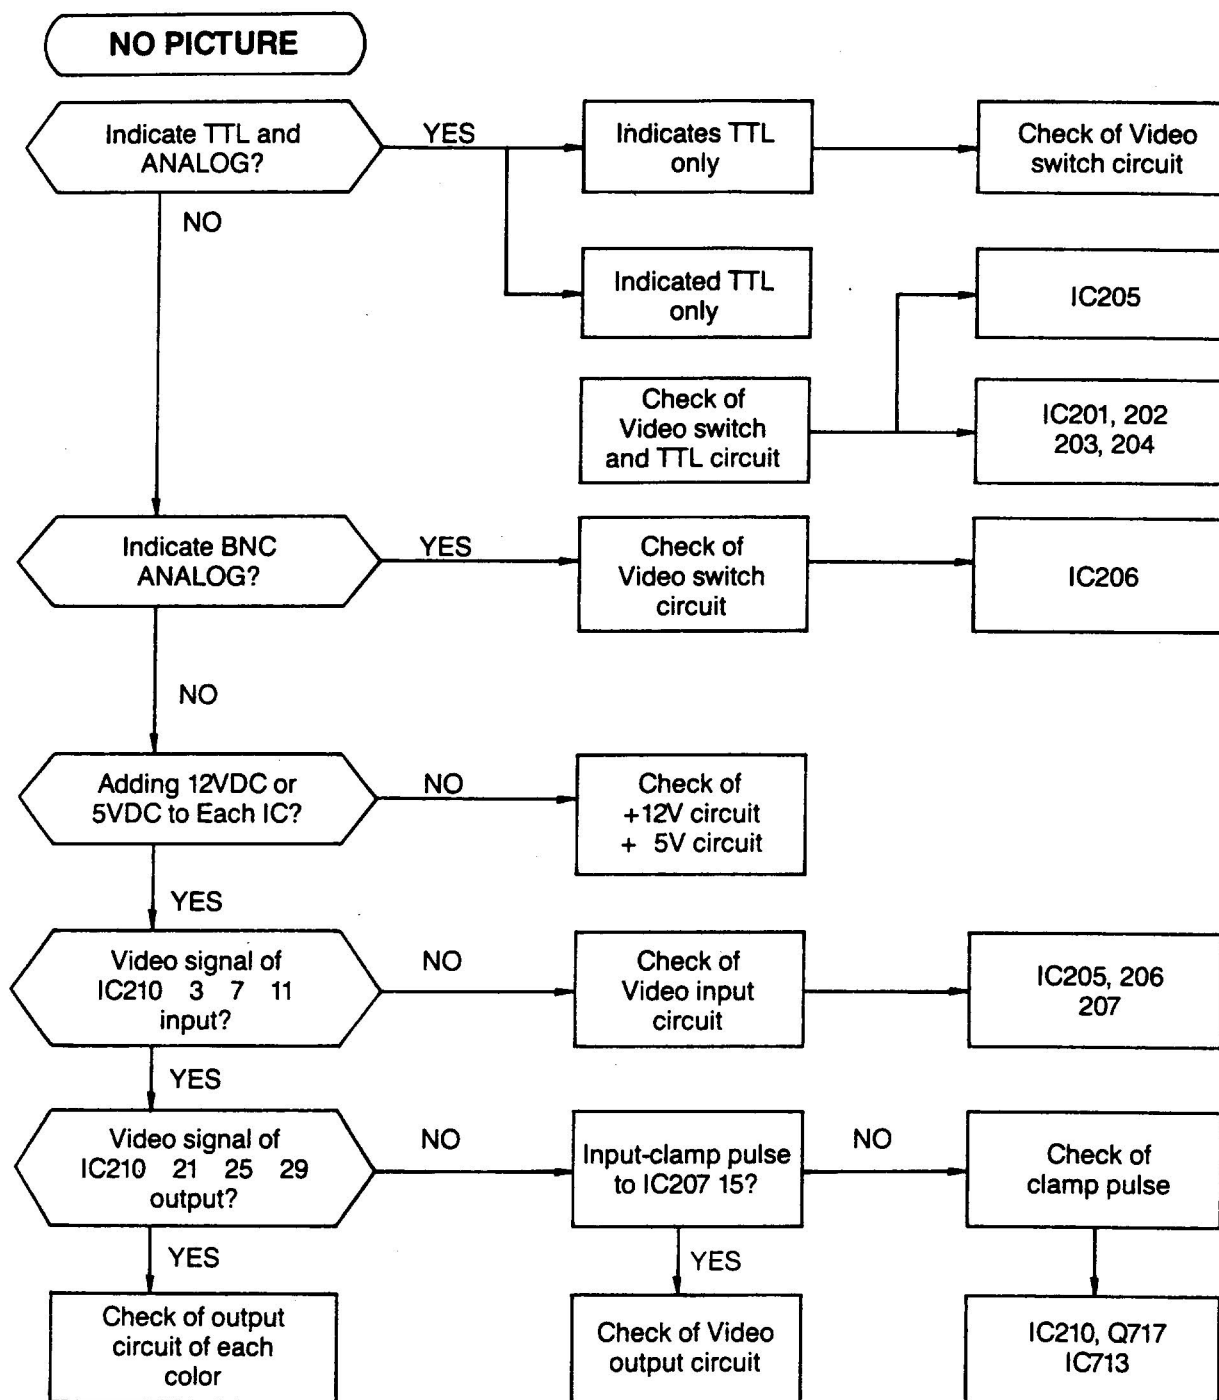 NO PICTURE
Indicate TTL and
ANALOG?
YES
Indicates TTL
only
Check of Video
switch circuit
NO
Indicated TTL
only
IC205
Check of
Video switch
and TTL circuit
IC201, 202
203, 204
Indicate BNC
ANALOG?
YES
Check of
Video switch
circuit
IC206
NO
Adding 12VDC or
5VDC to Each IC?
NO
Check of
+12V circuit
+ 5V circuit
YES
Video signal of
IC210 3 7 11
input?
NO
Check of
Video input
circuit
IC205, 206
207
YES
Video signal of
IC210 21 25 29
output?
NO
Input-clamp pulse
to IC207 15?
NO
Check of
clamp pulse
YES
YES
Check of output
circuit of each
color
Check of Video
output circuit
IC210, Q717
IC713